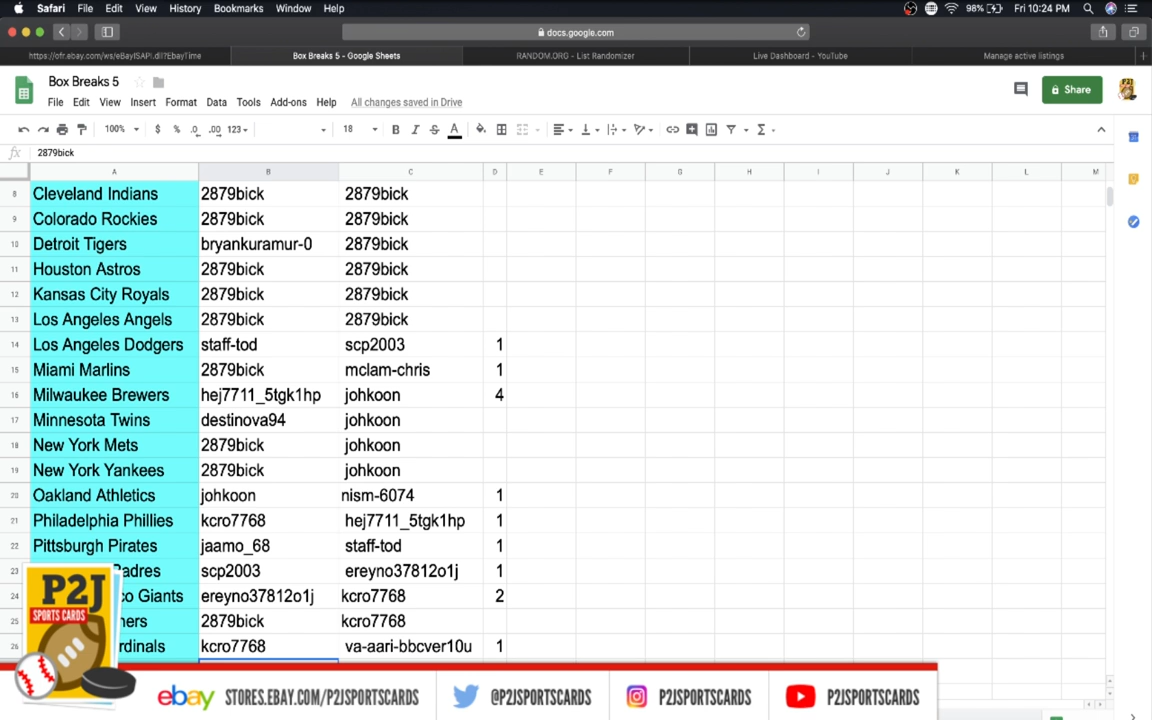 Safari File Edit View History Bookmarks Window Help 98% Fri 10:24 PM
docs.google.com
https://ofr.ebay.com/ws/eBayISAPI.dll?EbayTime Box Breaks 5 - Google Sheets RANDOM.ORG - List Randomizer Live Dashboard - YouTube Manage active listings
Box Breaks 5
File Edit View Insert Format Data Tools Add-ons Help All changes saved in Drive Share
100% $ % .0 .00 123 18 B I S A
fx 2879bick
A B C D E F G H I J K L M
8 Cleveland Indians 2879bick 2879bick
9 Colorado Rockies 2879bick 2879bick
10 Detroit Tigers bryankuramur-0 2879bick
11 Houston Astros 2879bick 2879bick
12 Kansas City Royals 2879bick 2879bick
13 Los Angeles Angels 2879bick 2879bick
14 Los Angeles Dodgers staff-tod scp2003 1
15 Miami Marlins 2879bick mclam-chris 1
16 Milwaukee Brewers hej7711_5tgk1hp johkoon 4
17 Minnesota Twins destinova94 johkoon
18 New York Mets 2879bick johkoon
19 New York Yankees 2879bick johkoon
20 Oakland Athletics johkoon nism-6074 1
21 Philadelphia Phillies kcro7768 hej7711_5tgk1hp 1
22 Pittsburgh Pirates jaamo_68 staff-tod 1
23 adres scp2003 ereyno37812o1j 1
24 co Giants ereyno37812o1j kcro7768 2
25 ners 2879bick kcro7768
26 rdinals kcro7768 va-aari-bbcver10u 1
P2J
SPORTS CARDS
ebay STORES.EBAY.COM/P2JSPORTSCARDS @P2JSPORTSCARDS P2JSPORTSCARDS P2JSPORTSCARDS